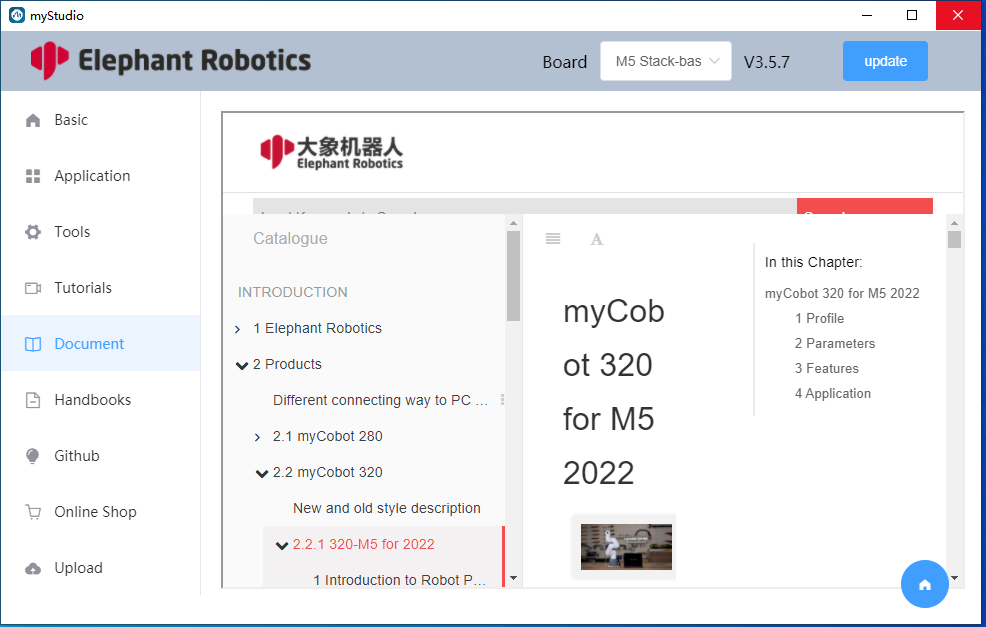 myStudio
Elephant Robotics
Board
M5 Stack-bas
V3.5.7
update
Basic
Application
Tools
Tutorials
Document
Handbooks
Github
Online Shop
Upload
大象机器人
Elephant Robotics
Catalogue
INTRODUCTION
1 Elephant Robotics
2 Products
Different connecting way to PC ...
2.1 myCobot 280
2.2 myCobot 320
New and old style description
2.2.1 320-M5 for 2022
1 Introduction to Robot P...
A
myCob
ot 320
for M5
2022
In this Chapter:
myCobot 320 for M5 2022
1 Profile
2 Parameters
3 Features
4 Application